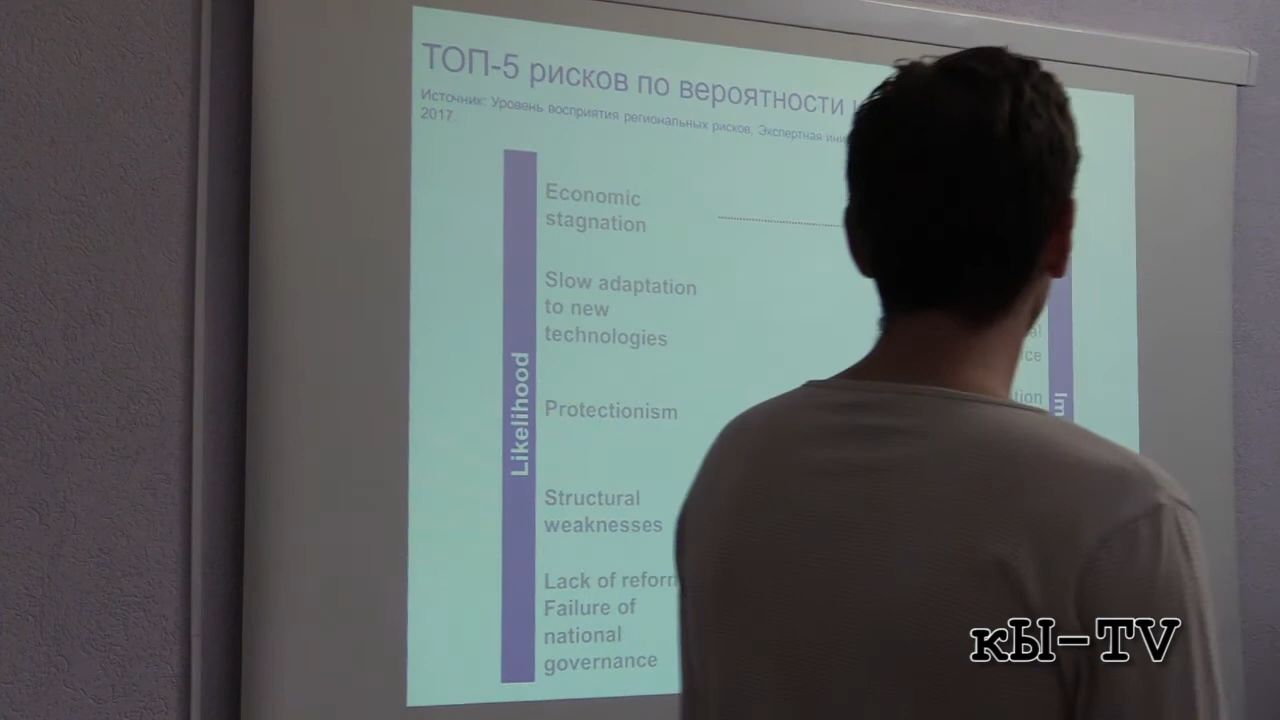 ТОП-5 рисков по вероятности
Источник: Уровень восприятия региональных рисков. Экспертная
2017
Economic
stagnation
Slow adaptation
to new
technologies
Protectionism
Structural
weaknesses
Lack of reform
Failure of
national
governance
Likelihood
кЫ-TV